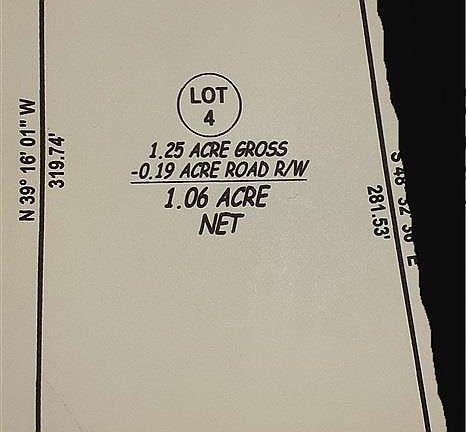 LOT
4
1.25 ACRE GROSS
-0.19 ACRE ROAD R/W
1.06 ACRE
NET
N 39° 16' 01" W
319.74'
281.53'